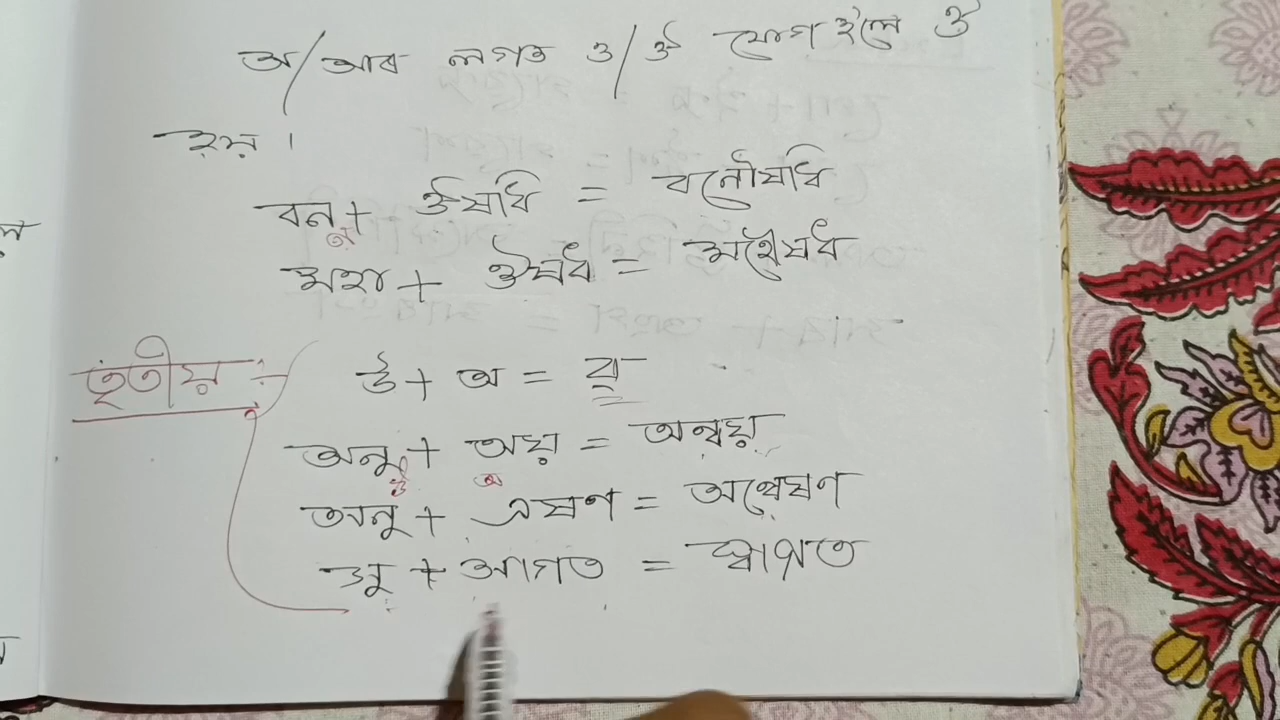 অ/আৰ লগত ও/ঔ যোগ হলে ঔ
হয়।
বন + ঔষধি = বনৌষধি
মহা + ঔষধ = মহৌষধ
তৃতীয় :- উ + অ = ব
অনু + অয় = অন্বয়
উ অ
অনু + এষণ = অন্বেষণ
সু + আগত = স্বাগত